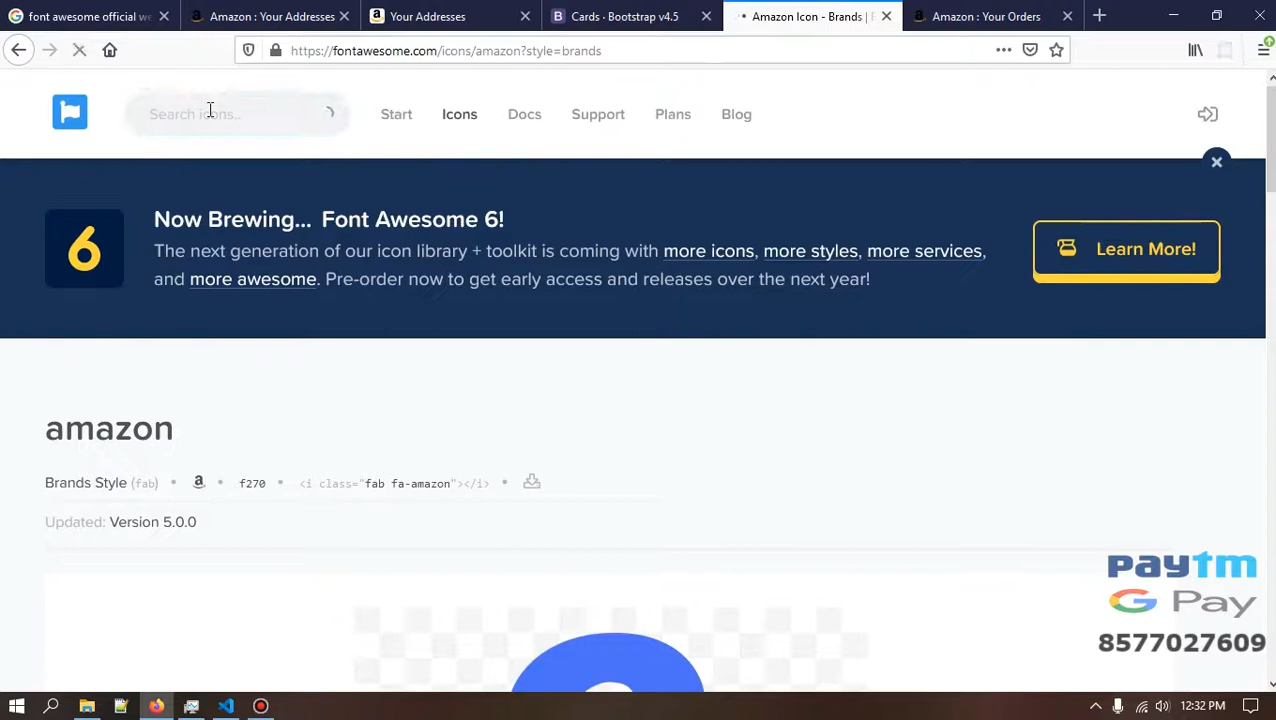 font awesome official we
Amazon : Your Addresses
Your Addresses
Cards · Bootstrap v4.5
Amazon Icon - Brands |
Amazon : Your Orders
https://fontawesome.com/icons/amazon?style=brands
Search icons..
Start
Icons
Docs
Support
Plans
Blog
6
Now Brewing... Font Awesome 6!
The next generation of our icon library + toolkit is coming with more icons, more styles, more services,
and more awesome. Pre-order now to get early access and releases over the next year!
Learn More!
amazon
Brands Style (fab) • a • f270 • <i class="fab fa-amazon"></i> •
Updated: Version 5.0.0
paytm
G Pay
8577027609
12:32 PM